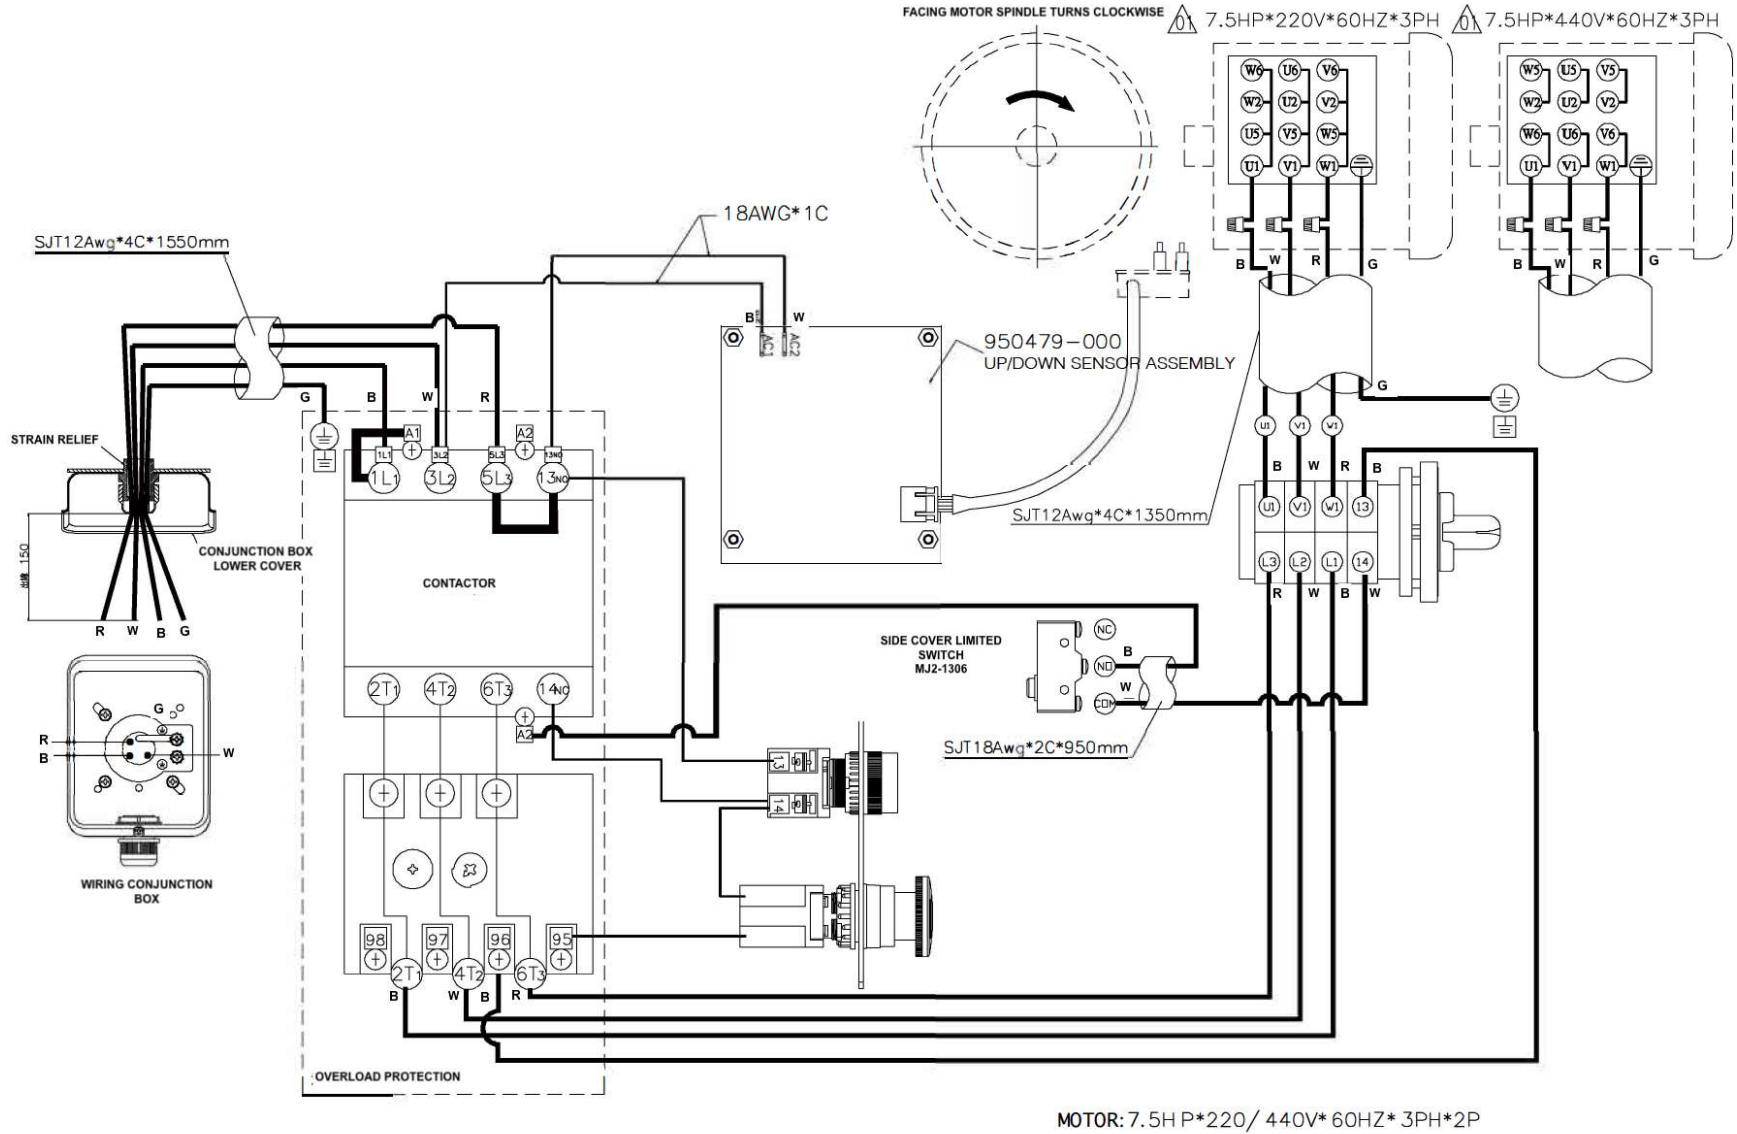 FACING MOTOR SPINDLE TURNS CLOCKWISE
01 7.5HP*220V*60HZ*3PH
01 7.5HP*440V*60HZ*3PH
W6 U6 V6
W2 U2 V2
U5 V5 W5
U1 V1 W1
W5 U5 V5
W2 U2 V2
W6 U6 V6
U1 V1 W1
B W R G
B W R G
18AWG*1C
SJT12Awg*4C*1550mm
B W
AC1 AC2
950479-000
UP/DOWN SENSOR ASSEMBLY
G B W R
G
STRAIN RELIEF
A1 A2
1L1 3L2 5L3 13NO
1L1 3L2 5L3 13NO
U1 V1 W1
B W R B
SJT12Awg*4C*1350mm
U1 V1 W1 13
L3 L2 L1 14
R W B W
CONJUNCTION BOX
LOWER COVER
150
CONTACTOR
R W B G
SIDE COVER LIMITED
SWITCH
MJ2-1306
NC
NO
COM
B
W
SJT18Awg*2C*950mm
2T1 4T2 6T3 14NO
A2
G
R
B
W
13
14
WIRING CONJUNCTION
BOX
98 97 96 95
2T1 4T2 6T3
B W B R
OVERLOAD PROTECTION
MOTOR: 7.5HP*220/440V*60HZ*3PH*2P